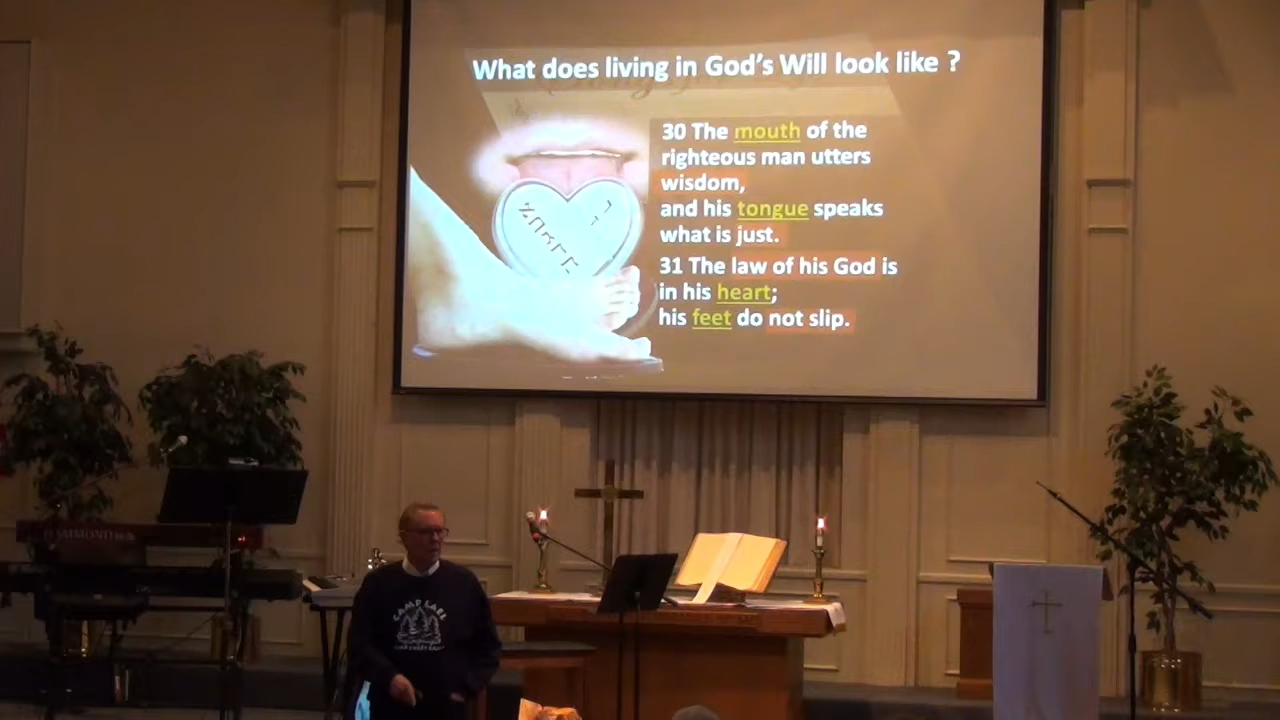 What does living in God's Will look like ?
30 The mouth of the
righteous man utters
wisdom,
and his tongue speaks
what is just.
31 The law of his God is
in his heart;
his feet do not slip.
HAMMOND
CAMP